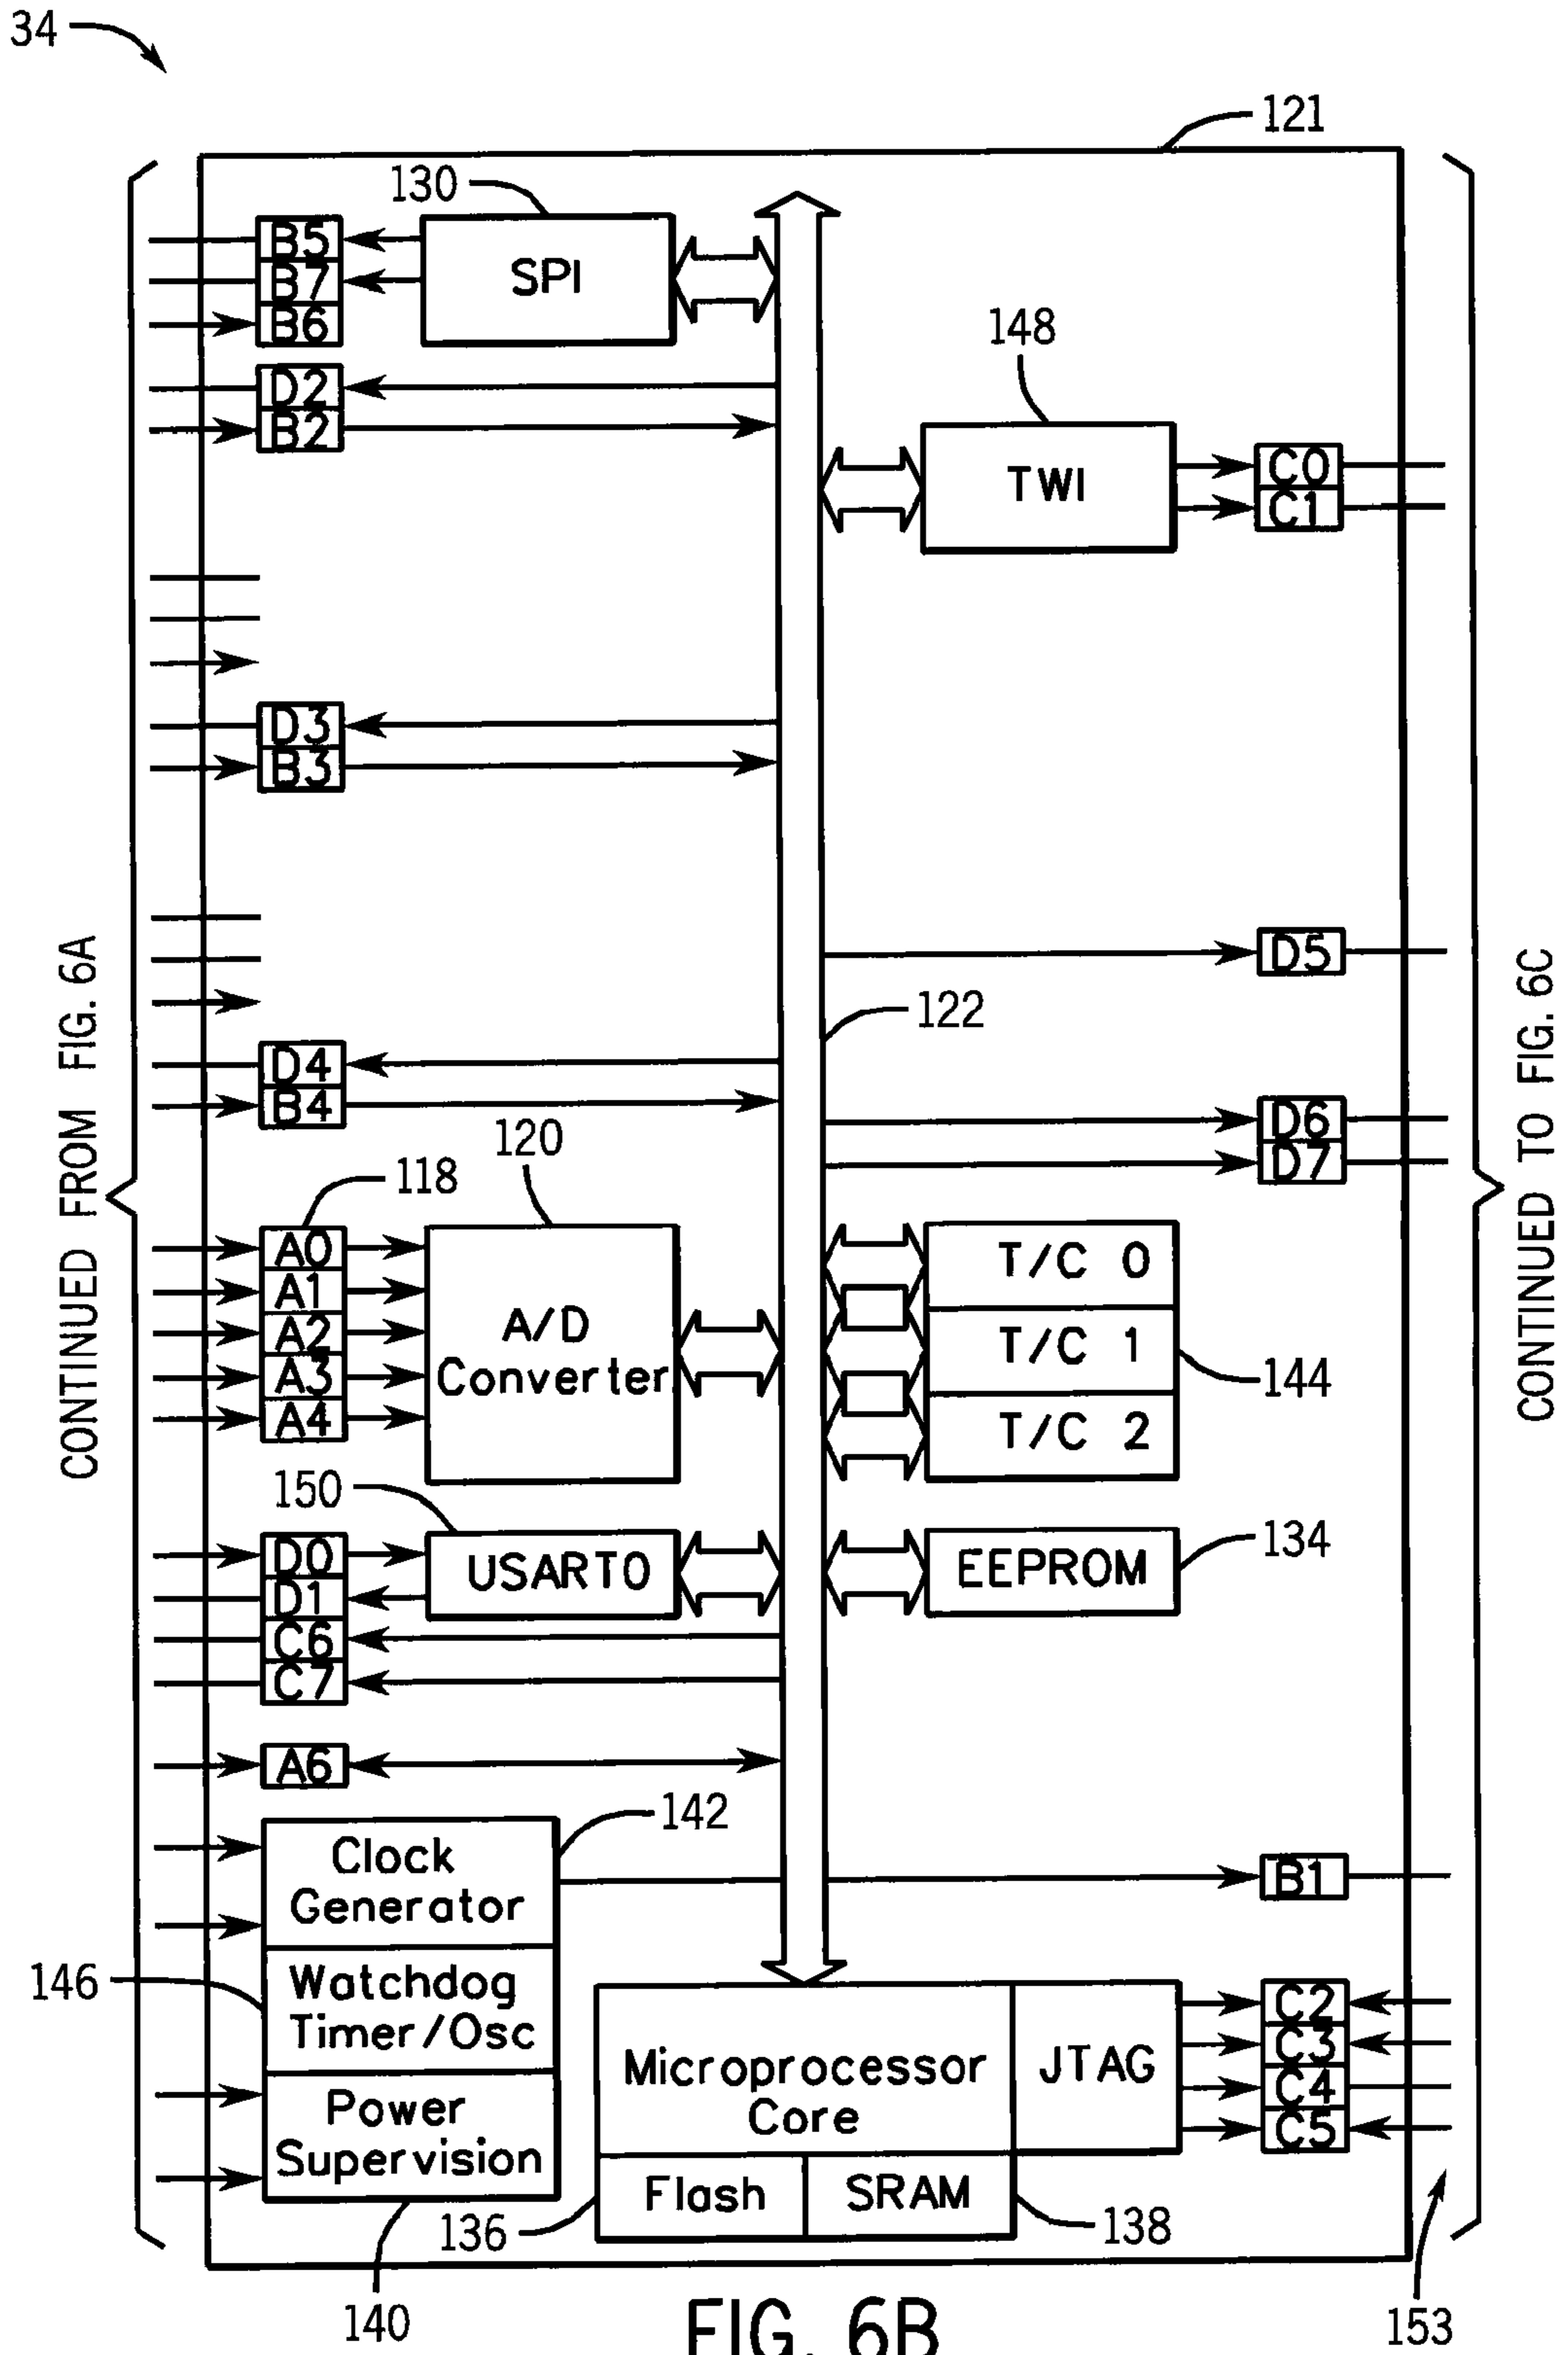 34
121
130
B5
B7
B6
SPI
D2
B2
148
TWI
C0
C1
D3
B3
D5
122
D4
B4
D6
D7
120
118
A0
A1
A2
A3
A4
A/D
Converter
T/C 0
T/C 1
T/C 2
144
150
D0
D1
C6
C7
USART0
EEPROM
134
A6
142
Clock
Generator
B1
146
Watchdog
Timer/Osc
Power
Supervision
140
Microprocessor
Core
JTAG
C2
C3
C4
C5
Flash
SRAM
136
138
153
CONTINUED FROM FIG. 6A
CONTINUED TO FIG. 6C
FIG. 6B